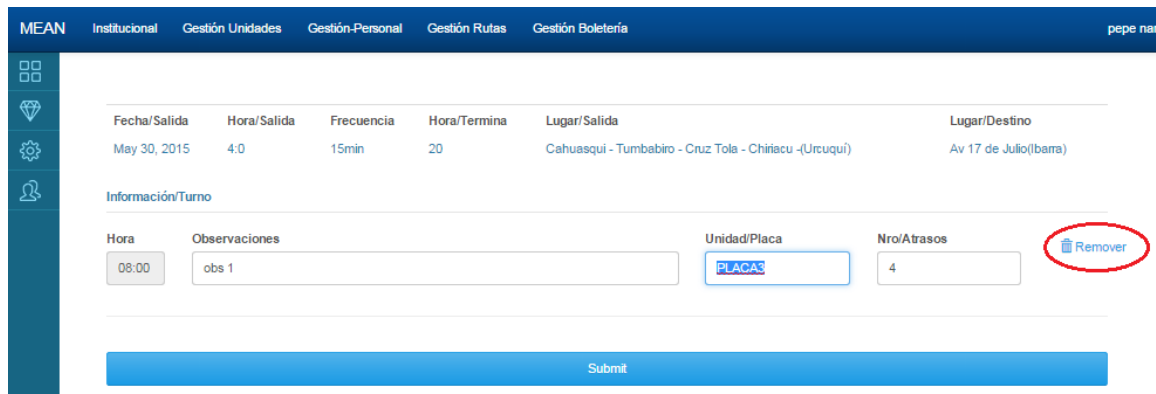 MEAN Institucional Gestión Unidades Gestión-Personal Gestión Rutas Gestión Boletería pepe nar
Fecha/Salida Hora/Salida Frecuencia Hora/Termina Lugar/Salida Lugar/Destino
May 30, 2015 4:0 15min 20 Cahuasqui - Tumbabiro - Cruz Tola - Chiriacu -(Urcuquí) Av 17 de Julio(Ibarra)
Información/Turno
Hora Observaciones Unidad/Placa Nro/Atrasos
Remover
08:00 obs 1 PLACA3 4
Submit